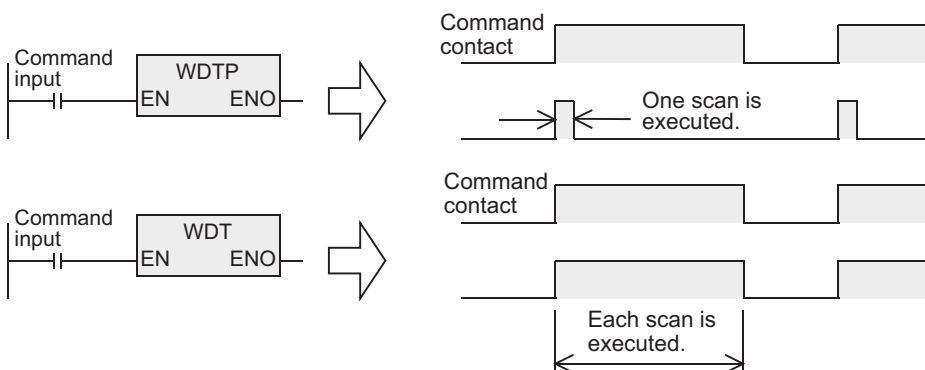 Command
input
WDTP
EN ENO
Command
contact
One scan is
executed.
Command
input
WDT
EN ENO
Command
contact
Each scan is
executed.